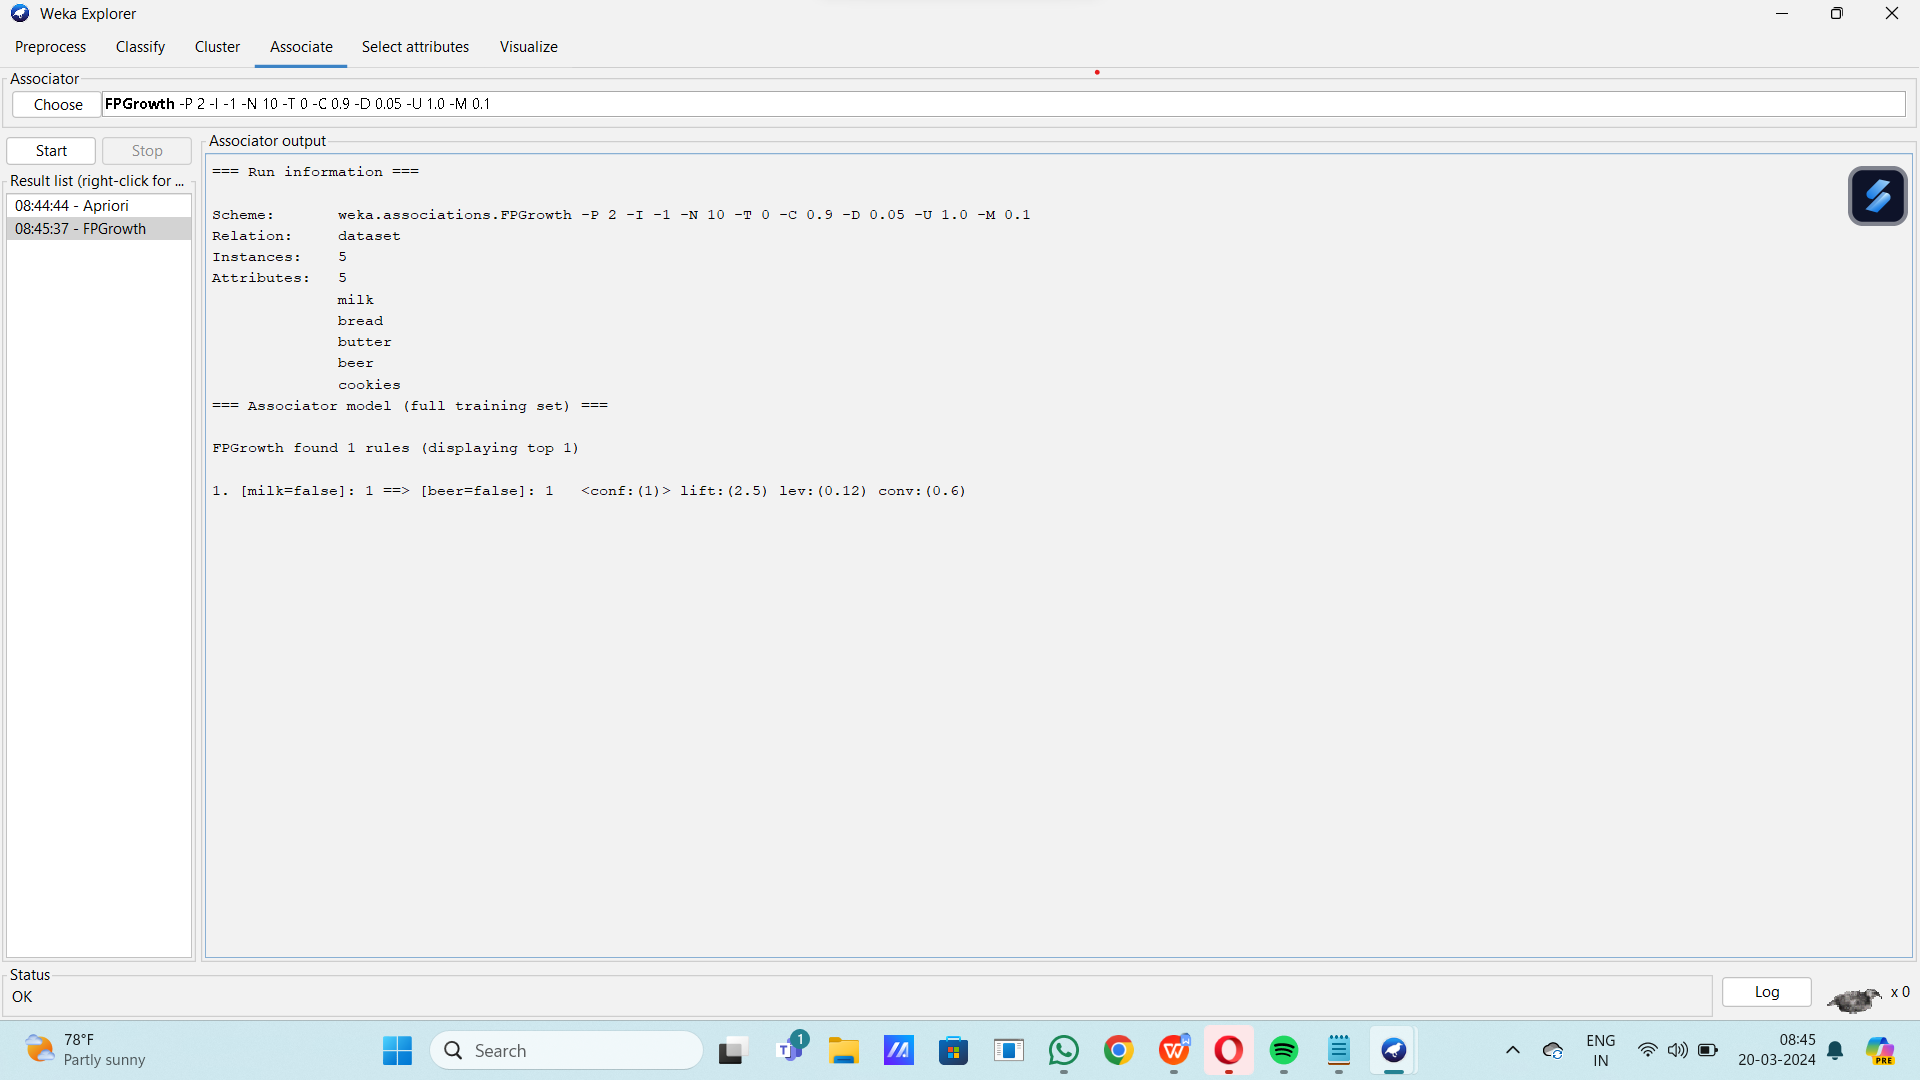 Weka Explorer
Preprocess Classify Cluster Associate Select attributes Visualize
Associator
Choose FPGrowth -P 2 -I -1 -N 10 -T 0 -C 0.9 -D 0.05 -U 1.0 -M 0.1
Start Stop
Associator output
Result list (right-click for ...
08:44:44 - Apriori
08:45:37 - FPGrowth
=== Run information ===
Scheme: weka.associations.FPGrowth -P 2 -I -1 -N 10 -T 0 -C 0.9 -D 0.05 -U 1.0 -M 0.1
Relation: dataset
Instances: 5
Attributes: 5
milk
bread
butter
beer
cookies
=== Associator model (full training set) ===
FPGrowth found 1 rules (displaying top 1)
1. [milk=false]: 1 ==> [beer=false]: 1 <conf:(1)> lift:(2.5) lev:(0.12) conv:(0.6)
Status
OK
Log
x 0
78°F
Partly sunny
Search
1
ENG
IN
08:45
20-03-2024
PRE